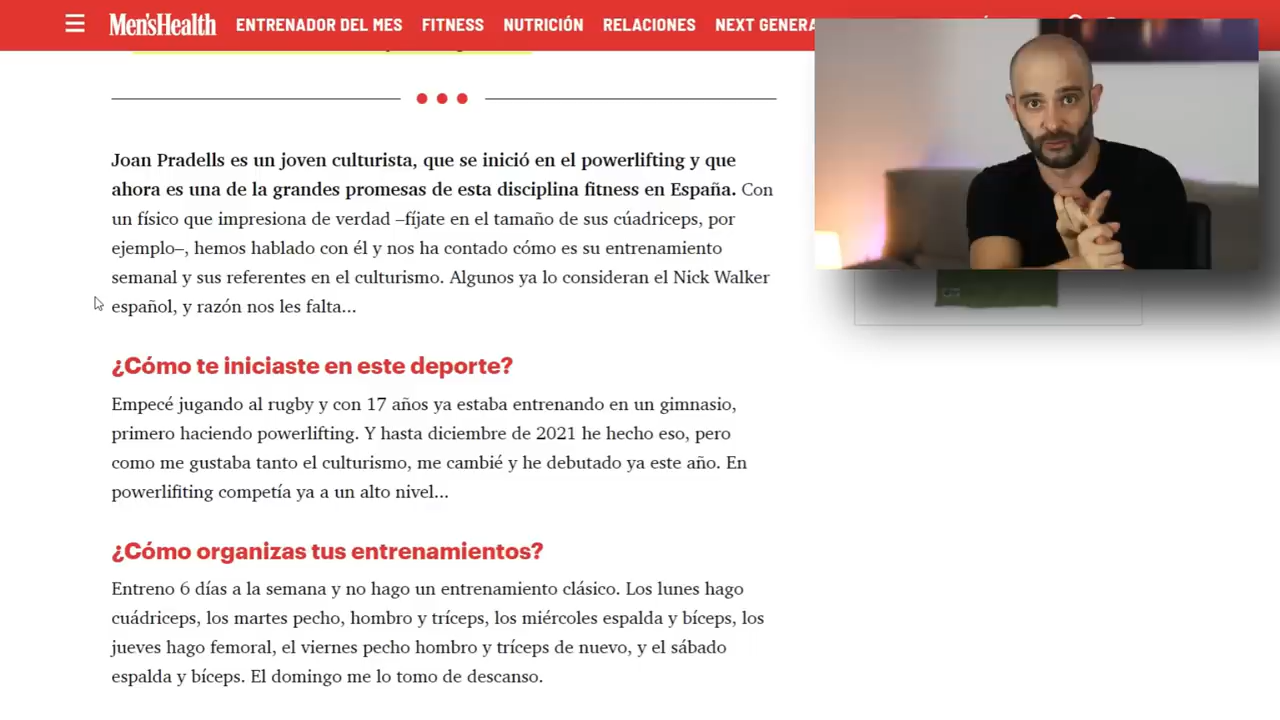 Men'sHealth
ENTRENADOR DEL MES
FITNESS
NUTRICIÓN
RELACIONES
NEXT GENERA
Joan Pradells es un joven culturista, que se inició en el powerlifting y que
ahora es una de la grandes promesas de esta disciplina fitness en España. Con
un físico que impresiona de verdad –fíjate en el tamaño de sus cúadriceps, por
ejemplo–, hemos hablado con él y nos ha contado cómo es su entrenamiento
semanal y sus referentes en el culturismo. Algunos ya lo consideran el Nick Walker
español, y razón nos les falta...
¿Cómo te iniciaste en este deporte?
Empecé jugando al rugby y con 17 años ya estaba entrenando en un gimnasio,
primero haciendo powerlifting. Y hasta diciembre de 2021 he hecho eso, pero
como me gustaba tanto el culturismo, me cambié y he debutado ya este año. En
powerlifiting competía ya a un alto nivel...
¿Cómo organizas tus entrenamientos?
Entreno 6 días a la semana y no hago un entrenamiento clásico. Los lunes hago
cuádriceps, los martes pecho, hombro y tríceps, los miércoles espalda y bíceps, los
jueves hago femoral, el viernes pecho hombro y tríceps de nuevo, y el sábado
espalda y bíceps. El domingo me lo tomo de descanso.